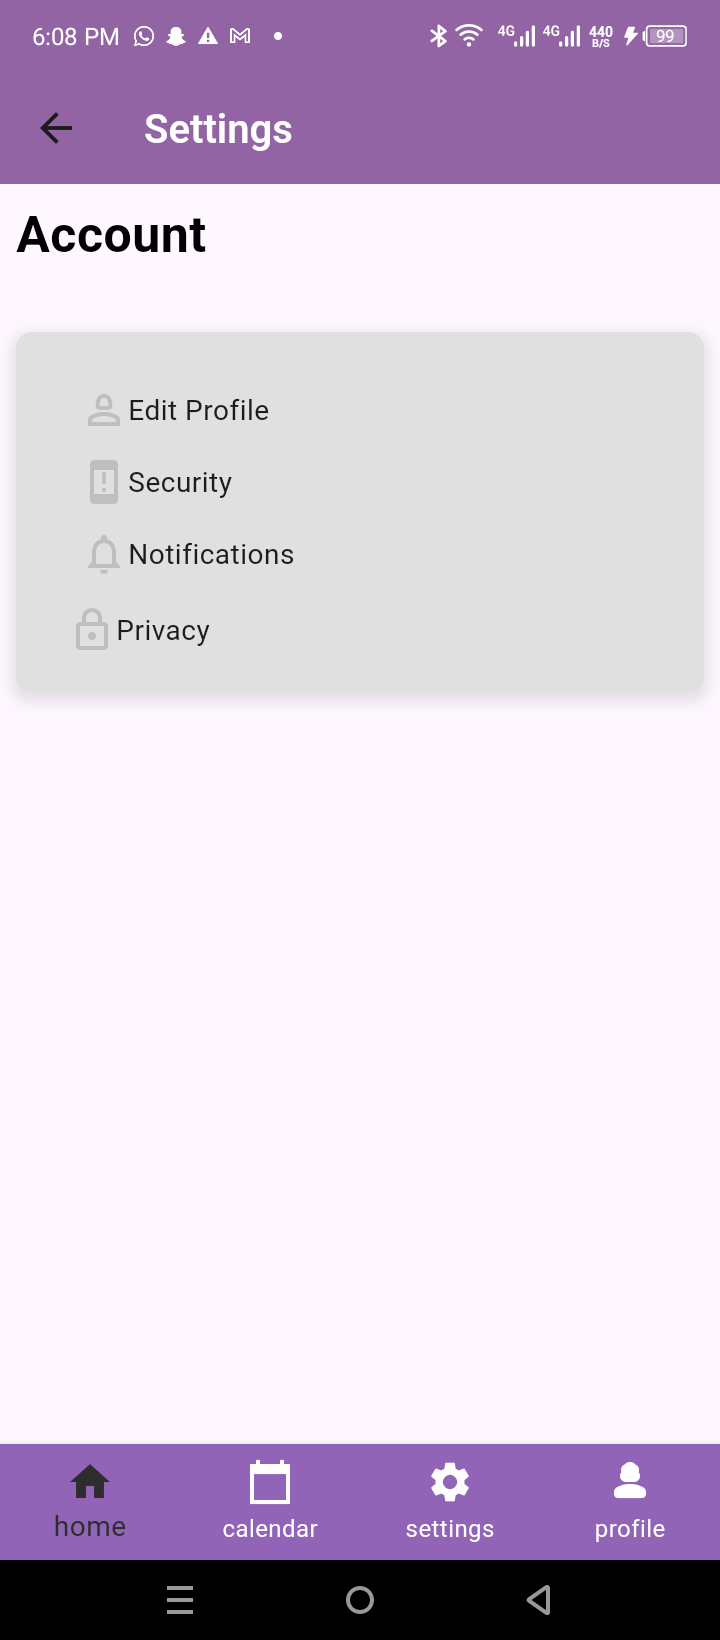 6:08 PM 4G 4G 440 B/S 99
Settings
Account
Edit Profile
Security
Notifications
Privacy
home calendar settings profile